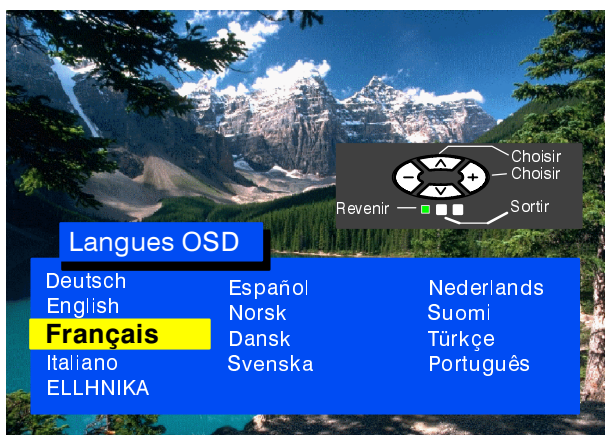 Choisir
Choisir
Revenir
Sortir
Langues OSD
Deutsch
English
Français
Italiano
ELLHNIKA
Español
Norsk
Dansk
Svenska
Nederlands
Suomi
Türkçe
Português